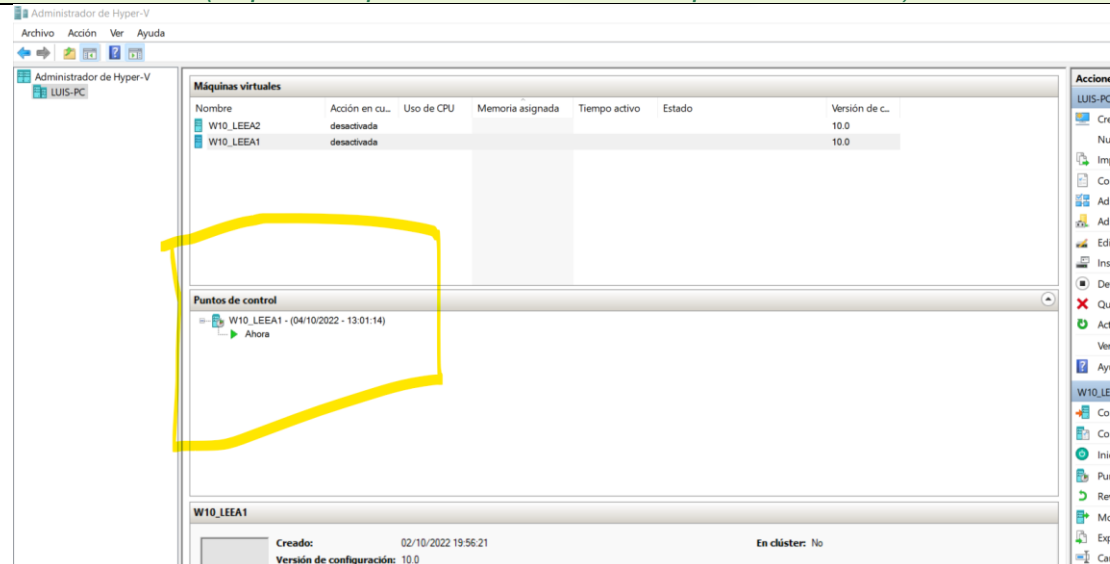 Administrador de Hyper-V
Archivo Acción Ver Ayuda
Administrador de Hyper-V
LUIS-PC
Máquinas virtuales
Nombre Acción en cu... Uso de CPU Memoria asignada Tiempo activo Estado Versión de c...
W10_LEEA2 desactivada 10.0
W10_LEEA1 desactivada 10.0
Puntos de control
W10_LEEA1 - (04/10/2022 - 13:01:14)
Ahora
W10_LEEA1
Creado: 02/10/2022 19:56:21 En clúster: No
Versión de configuración: 10.0
Accione
LUIS-PC
Cre
Nu
Imp
Co
Ad
Ad
Edi
Ins
De
Qu
Act
Ver
Ayu
W10_LE
Co
Co
Inic
Pur
Rev
Mo
Exp
Car